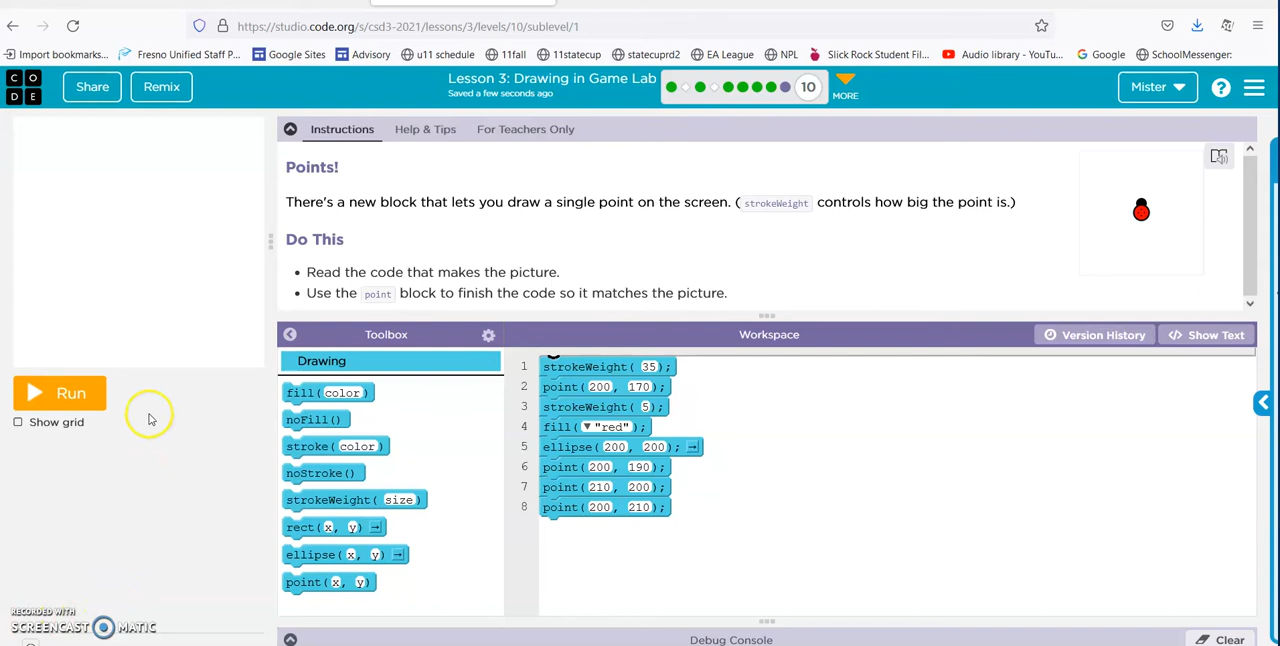 https://studio.code.org/s/csd3-2021/lessons/3/levels/10/sublevel/1
Import bookmarks... Fresno Unified Staff P... Google Sites Advisory u11 schedule 11fall 11statecup statecuprd2 EA League NPL Slick Rock Student Fil... Audio library - YouTu... Google SchoolMessenger:
C O
D E
Share
Remix
Lesson 3: Drawing in Game Lab
Saved a few seconds ago
10
MORE
Mister
?
Instructions
Help & Tips
For Teachers Only
Points!
There's a new block that lets you draw a single point on the screen. ( strokeWeight controls how big the point is.)
Do This
• Read the code that makes the picture.
• Use the point block to finish the code so it matches the picture.
Run
Show grid
Toolbox
Workspace
Version History
Show Text
Drawing
fill(color)
noFill()
stroke(color)
noStroke()
strokeWeight( size)
rect( x, y)
ellipse( x, y)
point( x, y)
1 strokeWeight( 35);
2 point( 200, 170);
3 strokeWeight( 5);
4 fill( "red");
5 ellipse( 200, 200);
6 point( 200, 190);
7 point( 210, 200);
8 point( 200, 210);
RECORDED WITH
SCREENCAST MATIC
Debug Console
Clear